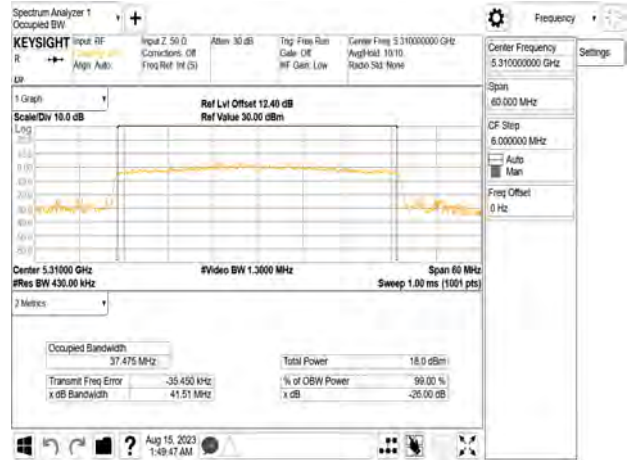 Spectrum Analyzer 1
Occupied BW
Frequency
KEYSIGHT
R
Input: RF
Align: Auto
Input Z: 50 Ω
Corrections: Off
Freq Ref: Int (S)
Atten: 30 dB
Trig: Free Run
Gate: Off
#IF Gain: Low
Center Freq: 5.310000000 GHz
Avg|Hold: 10/10
Radio Std: None
Center Frequency
5.310000000 GHz
Settings
Span
60.000 MHz
CF Step
6.000000 MHz
Auto
Man
Freq Offset
0 Hz
1 Graph
Scale/Div 10.0 dB
Ref Lvl Offset 12.40 dB
Ref Value 30.00 dBm
Log
Center 5.31000 GHz
#Res BW 430.00 kHz
#Video BW 1.3000 MHz
Span 60 MHz
Sweep 1.00 ms (1001 pts)
2 Metrics
Occupied Bandwidth
37.475 MHz
Total Power
18.0 dBm
Transmit Freq Error
-35.450 kHz
% of OBW Power
99.00 %
x dB Bandwidth
41.51 MHz
x dB
-26.00 dB
?
Aug 15, 2023
1:49:47 AM